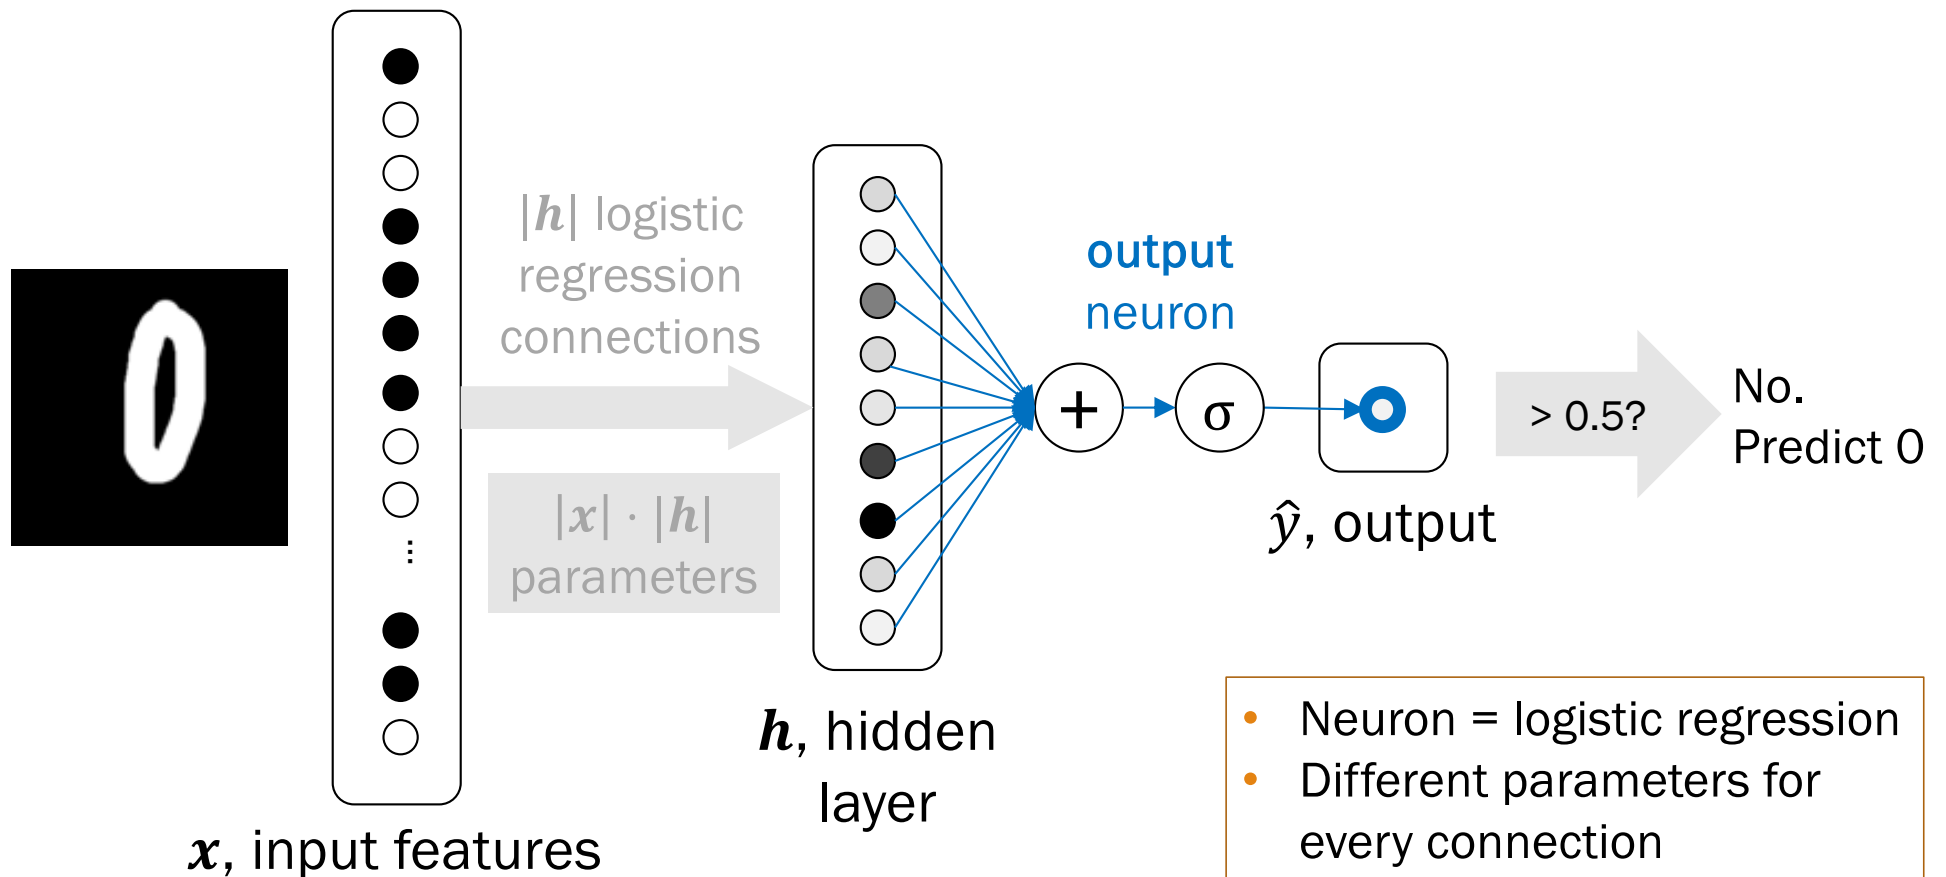 |h| logistic
regression
connections
|x| · |h|
parameters
...
x, input features
h, hidden
layer
output
neuron
+
σ
ŷ, output
> 0.5?
No.
Predict 0
• Neuron = logistic regression
• Different parameters for
every connection